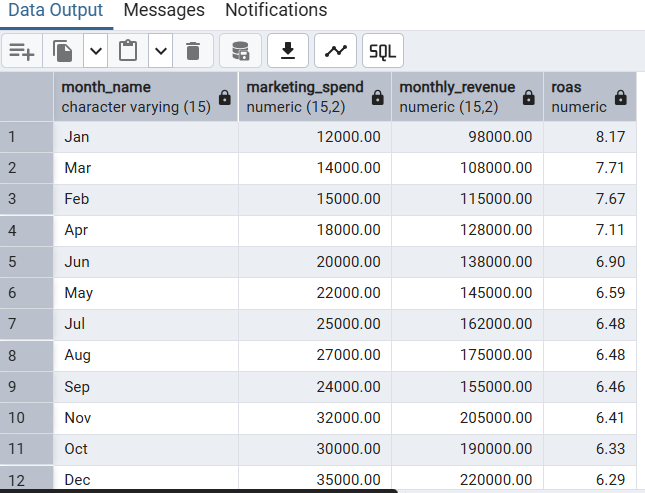 Data Output Messages Notifications
SQL
month_name marketing_spend monthly_revenue roas
character varying (15) numeric (15,2) numeric (15,2) numeric
1 Jan 12000.00 98000.00 8.17
2 Mar 14000.00 108000.00 7.71
3 Feb 15000.00 115000.00 7.67
4 Apr 18000.00 128000.00 7.11
5 Jun 20000.00 138000.00 6.90
6 May 22000.00 145000.00 6.59
7 Jul 25000.00 162000.00 6.48
8 Aug 27000.00 175000.00 6.48
9 Sep 24000.00 155000.00 6.46
10 Nov 32000.00 205000.00 6.41
11 Oct 30000.00 190000.00 6.33
12 Dec 35000.00 220000.00 6.29